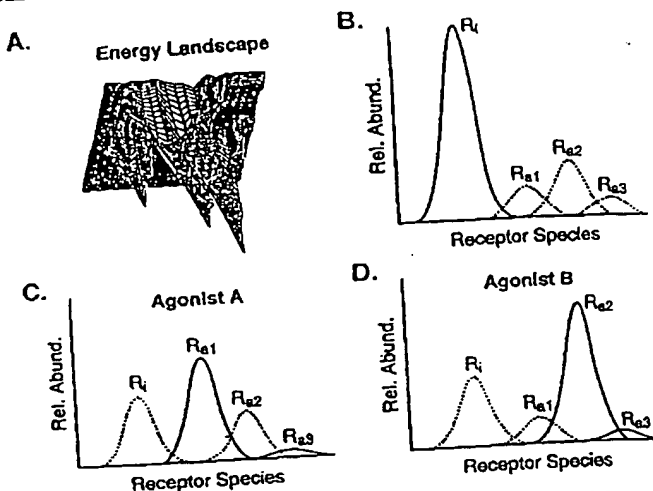 A.
Energy Landscape
B.
Rel. Abund.
Ri
Ra1
Ra2
Ra3
Receptor Species
C.
Agonist A
Rel. Abund.
Ri
Ra1
Ra2
Ra3
Receptor Species
D.
Agonist B
Rel. Abund.
Ri
Ra1
Ra2
Ra3
Receptor Species